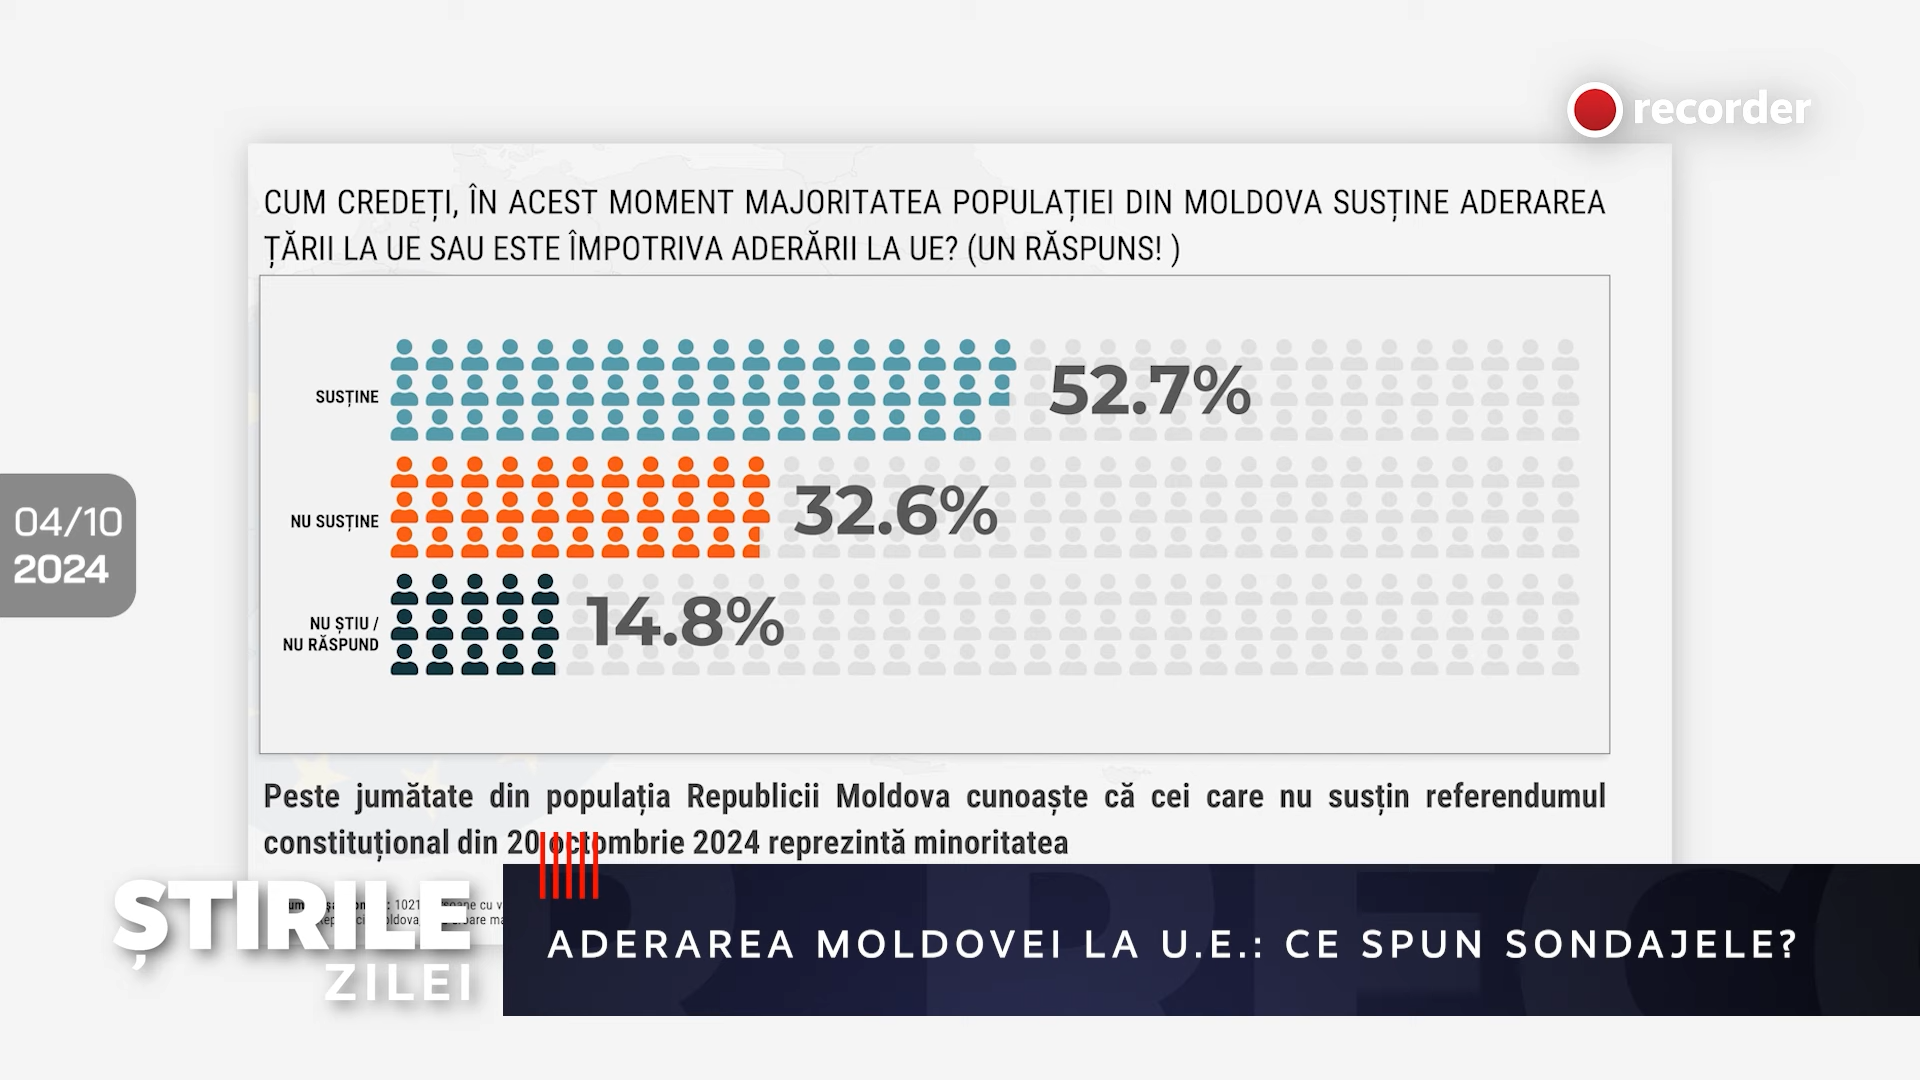 recorder
CUM CREDEȚI, ÎN ACEST MOMENT MAJORITATEA POPULAȚIEI DIN MOLDOVA SUSȚINE ADERAREA
ȚĂRII LA UE SAU ESTE ÎMPOTRIVA ADERĂRII LA UE? (UN RĂSPUNS! )
SUSȚINE
52.7%
NU SUSȚINE
32.6%
NU ȘTIU /
NU RĂSPUND
14.8%
04/10
2024
Peste jumătate din populația Republicii Moldova cunoaște că cei care nu susțin referendumul
constituțional din 20 octombrie 2024 reprezintă minoritatea
1021
ȘTIRILE
ZILEI
ADERAREA MOLDOVEI LA U.E.: CE SPUN SONDAJELE?